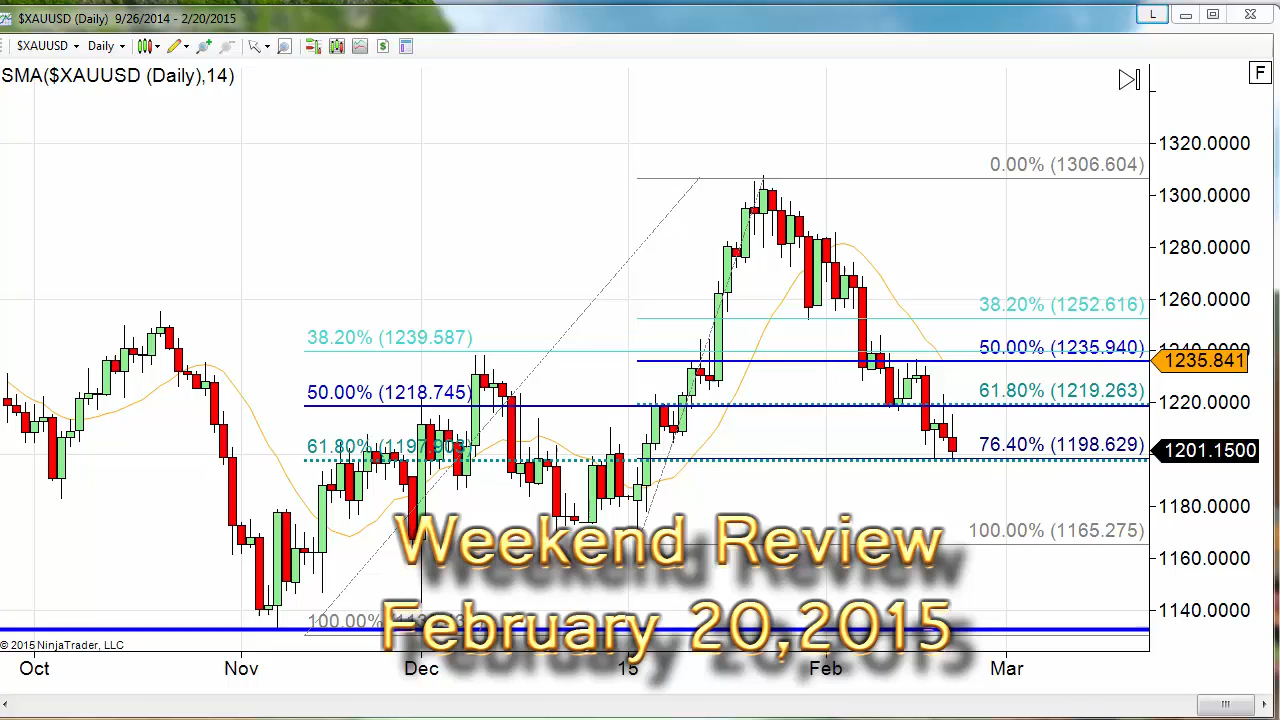 $XAUUSD (Daily) 9/26/2014 - 2/20/2015
L
$XAUUSD Daily
SMA($XAUUSD (Daily),14)
F
1320.0000
0.00% (1306.604)
1300.0000
1280.0000
1260.0000
38.20% (1252.616)
38.20% (1239.587)
50.00% (1235.940)
1235.841
50.00% (1218.745)
61.80% (1219.263)
1220.0000
61.80%
76.40% (1198.629)
1201.1500
1180.0000
100.00% (1165.275)
1160.0000
Weekend Review
1140.0000
100.00%
February 20,2015
© 2015 NinjaTrader, LLC
Oct Nov Dec 15 Feb Mar